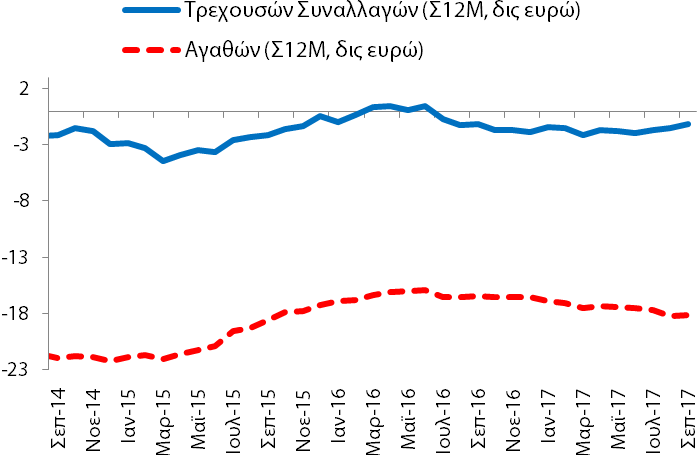 Τρεχουσών Συναλλαγών (Σ12Μ, δις ευρώ)
Αγαθών (Σ12Μ, δις ευρώ)
2
-3
-8
-13
-18
-23
Σεπ-14
Νοε-14
Ιαν-15
Μαρ-15
Μαϊ-15
Ιουλ-15
Σεπ-15
Νοε-15
Ιαν-16
Μαρ-16
Μαϊ-16
Ιουλ-16
Σεπ-16
Νοε-16
Ιαν-17
Μαρ-17
Μαϊ-17
Ιουλ-17
Σεπ-17